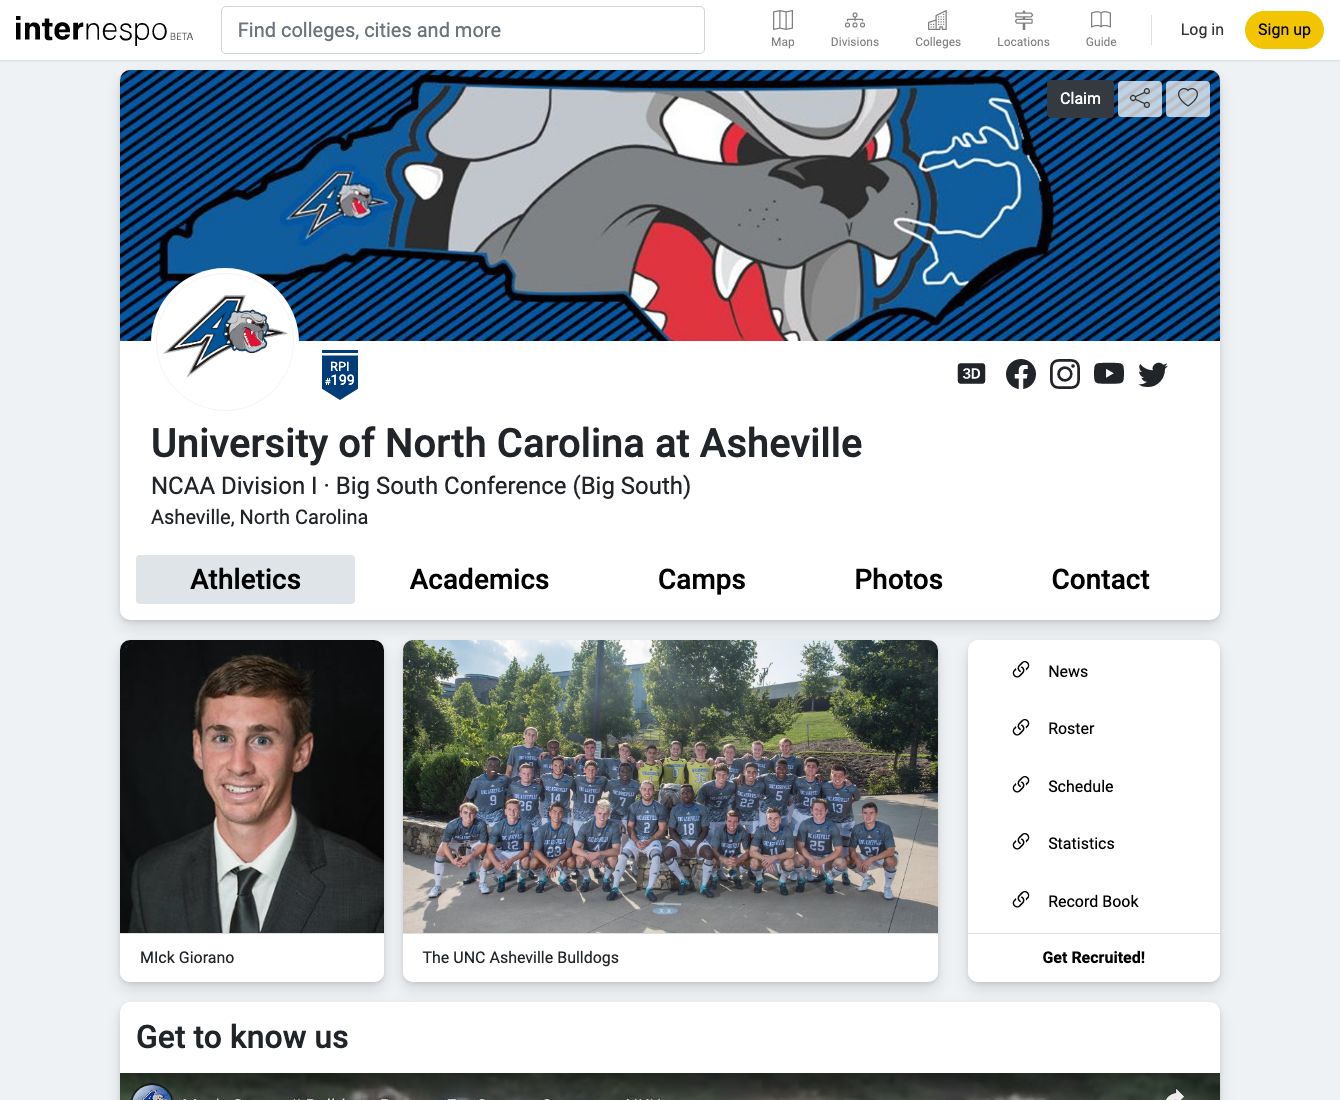 internespo BETA
Find colleges, cities and more
Map
Divisions
Colleges
Locations
Guide
Log in
Sign up
Claim
RPI
#199
3D
University of North Carolina at Asheville
NCAA Division I · Big South Conference (Big South)
Asheville, North Carolina
Athletics
Academics
Camps
Photos
Contact
News
Roster
Schedule
Statistics
Record Book
Get Recruited!
MIck Giorano
The UNC Asheville Bulldogs
Get to know us